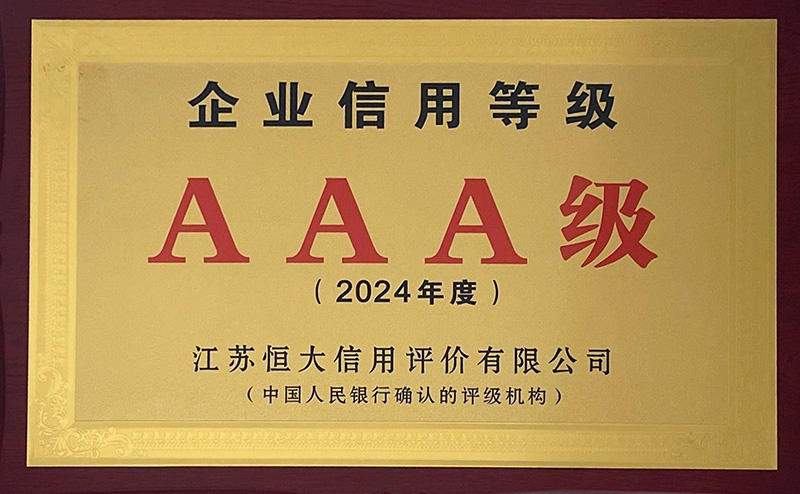 企业信用等级
AAA级
（2024年度）
江苏恒大信用评价有限公司
（中国人民银行确认的评级机构）